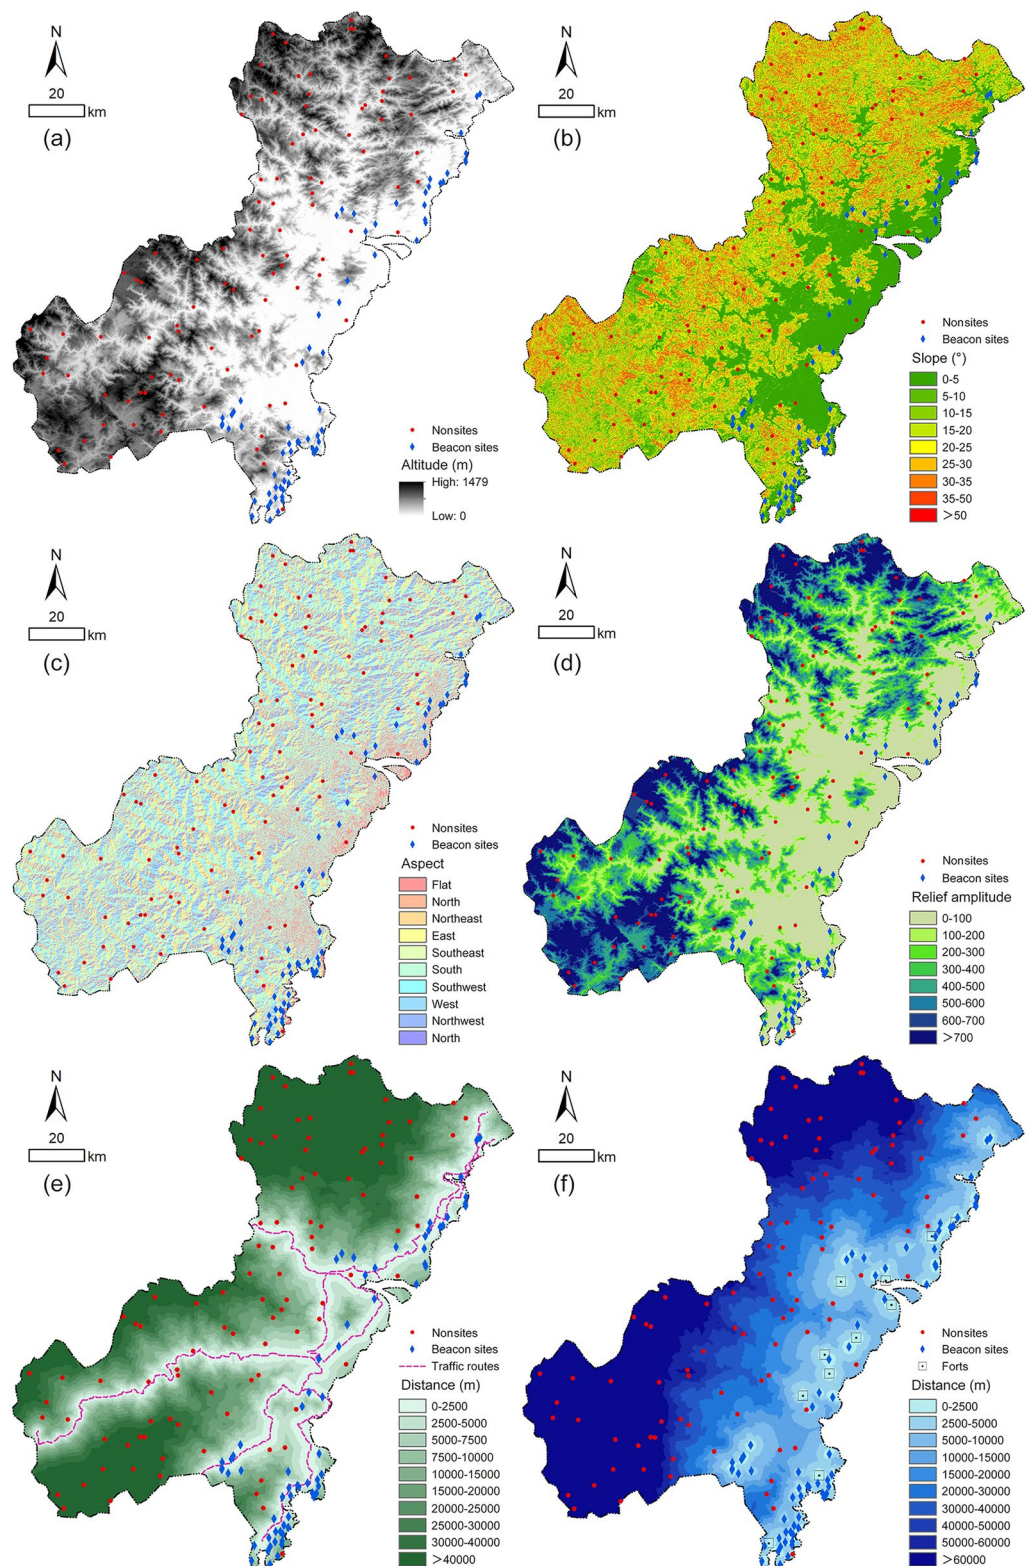 N
20
km
(a)
Nonsites
Beacon sites
Altitude (m)
High: 1479
Low: 0
N
20
km
(b)
Nonsites
Beacon sites
Slope (°)
0-5
5-10
10-15
15-20
20-25
25-30
30-35
35-50
>50
N
20
km
(c)
Nonsites
Beacon sites
Aspect
Flat
North
Northeast
East
Southeast
South
Southwest
West
Northwest
North
N
20
km
(d)
Nonsites
Beacon sites
Relief amplitude
0-100
100-200
200-300
300-400
400-500
500-600
600-700
>700
N
20
km
(e)
Nonsites
Beacon sites
Traffic routes
Distance (m)
0-2500
2500-5000
5000-7500
7500-10000
10000-15000
15000-20000
20000-25000
25000-30000
30000-40000
>40000
N
20
km
(f)
Nonsites
Beacon sites
Forts
Distance (m)
0-2500
2500-5000
5000-10000
10000-15000
15000-20000
20000-30000
30000-40000
40000-50000
50000-60000
>60000